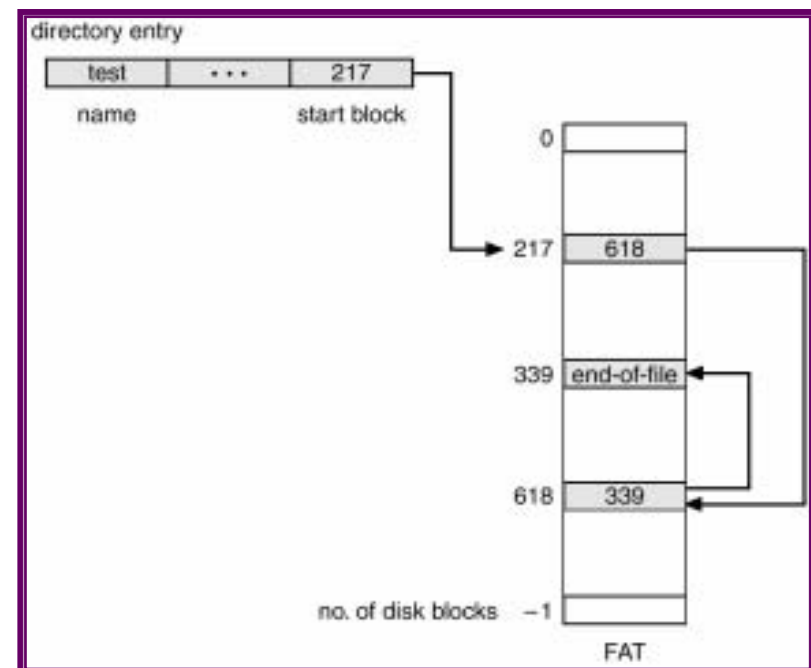 directory entry
test ... 217
name start block
0
217 618
339 end-of-file
618 339
no. of disk blocks –1
FAT